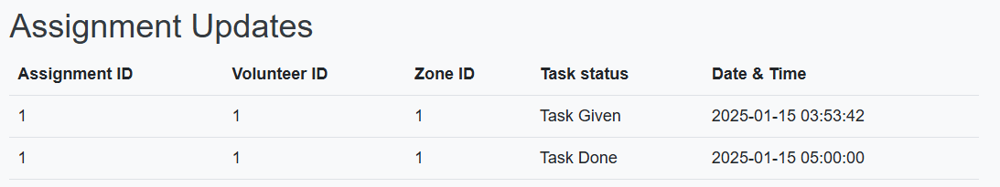 Assignment Updates
Assignment ID Volunteer ID Zone ID Task status Date & Time
1 1 1 Task Given 2025-01-15 03:53:42
1 1 1 Task Done 2025-01-15 05:00:00